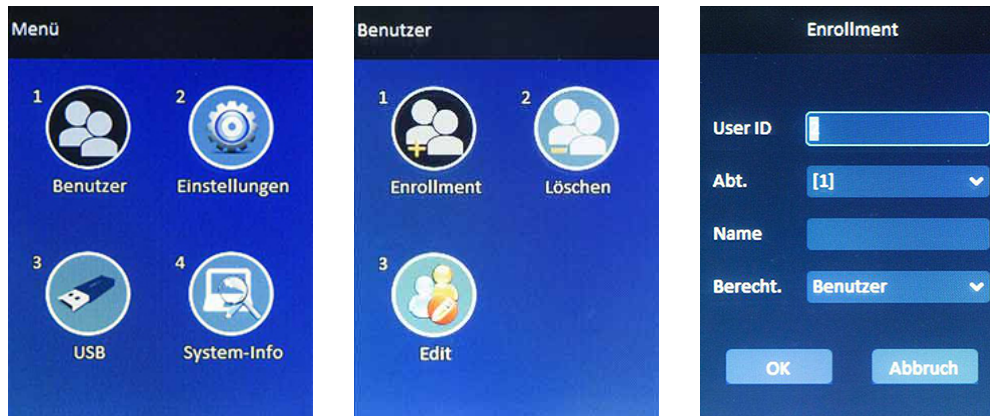 Menü
1
2
Benutzer
Einstellungen
3
4
USB
System-Info
Benutzer
1
2
Enrollment
Löschen
3
Edit
Enrollment
User ID
Abt.
[1]
Name
Berecht.
Benutzer
OK
Abbruch